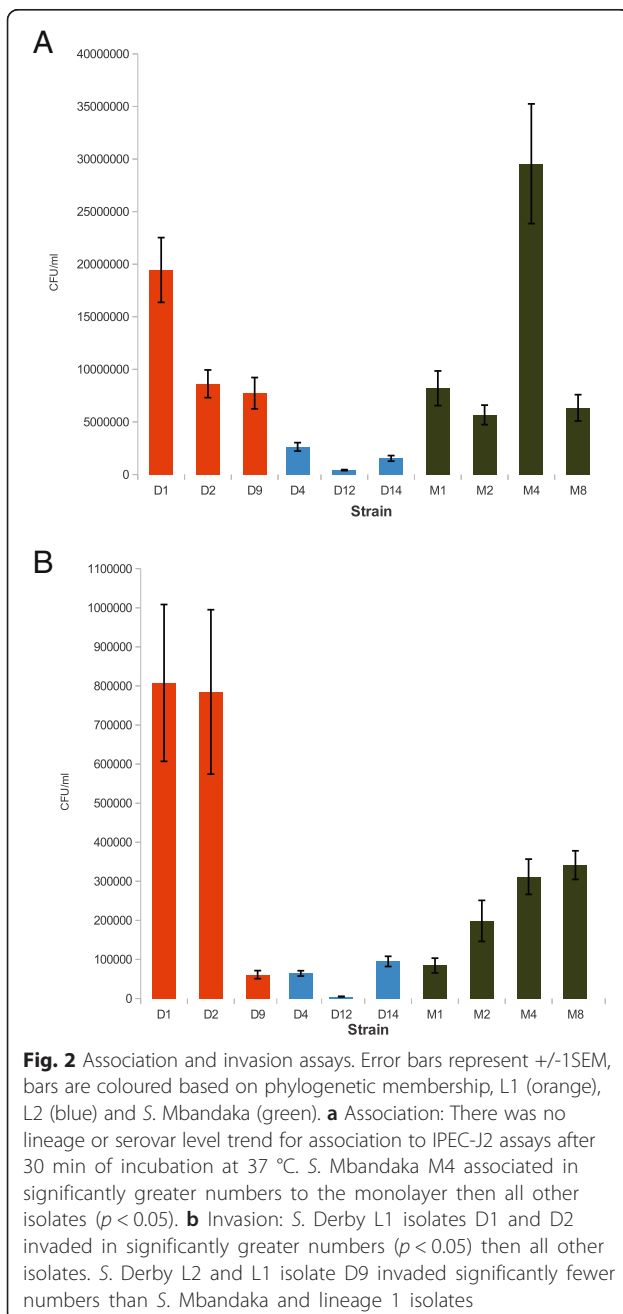 A
40000000
35000000
30000000
25000000
20000000
15000000
10000000
5000000
0
CFU/ml
D1 D2 D9 D4 D12 D14 M1 M2 M4 M8
Strain
B
1100000
1000000
900000
800000
700000
600000
500000
400000
300000
200000
100000
0
CFU/ml
D1 D2 D9 D4 D12 D14 M1 M2 M4 M8
Strain
Fig. 2 Association and invasion assays. Error bars represent +/-1SEM,
bars are coloured based on phylogenetic membership, L1 (orange),
L2 (blue) and S. Mbandaka (green). a Association: There was no
lineage or serovar level trend for association to IPEC-J2 assays after
30 min of incubation at 37 °C. S. Mbandaka M4 associated in
significantly greater numbers to the monolayer then all other
isolates (p < 0.05). b Invasion: S. Derby L1 isolates D1 and D2
invaded in significantly greater numbers (p < 0.05) then all other
isolates. S. Derby L2 and L1 isolate D9 invaded significantly fewer
numbers than S. Mbandaka and lineage 1 isolates